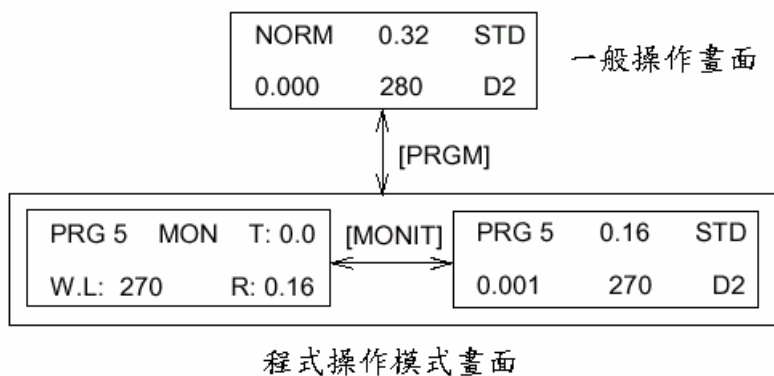 NORM 0.32 STD
0.000 280 D2
一般操作畫面
[PRGM]
PRG 5 MON T: 0.0
W.L: 270 R: 0.16
[MONIT]
PRG 5 0.16 STD
0.001 270 D2
程式操作模式畫面